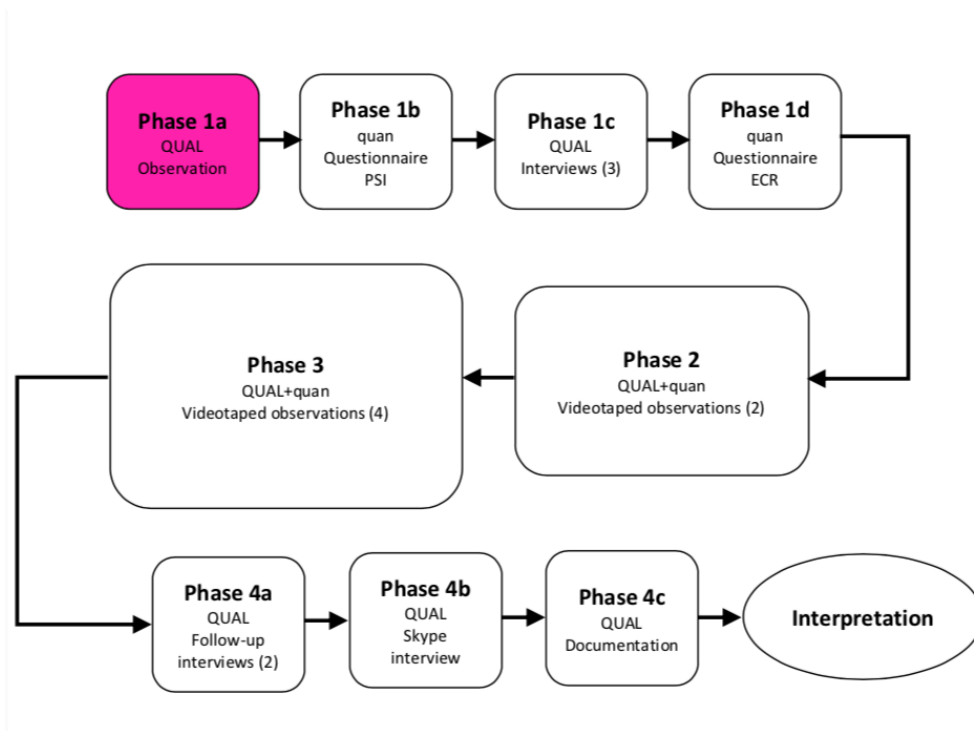 Phase 1a
QUAL
Observation
Phase 1b
quan
Questionnaire
PSI
Phase 1c
QUAL
Interviews (3)
Phase 1d
quan
Questionnaire
ECR
Phase 3
QUAL+quan
Videotaped observations (4)
Phase 2
QUAL+quan
Videotaped observations (2)
Phase 4a
QUAL
Follow-up
interviews (2)
Phase 4b
QUAL
Skype
interview
Phase 4c
QUAL
Documentation
Interpretation